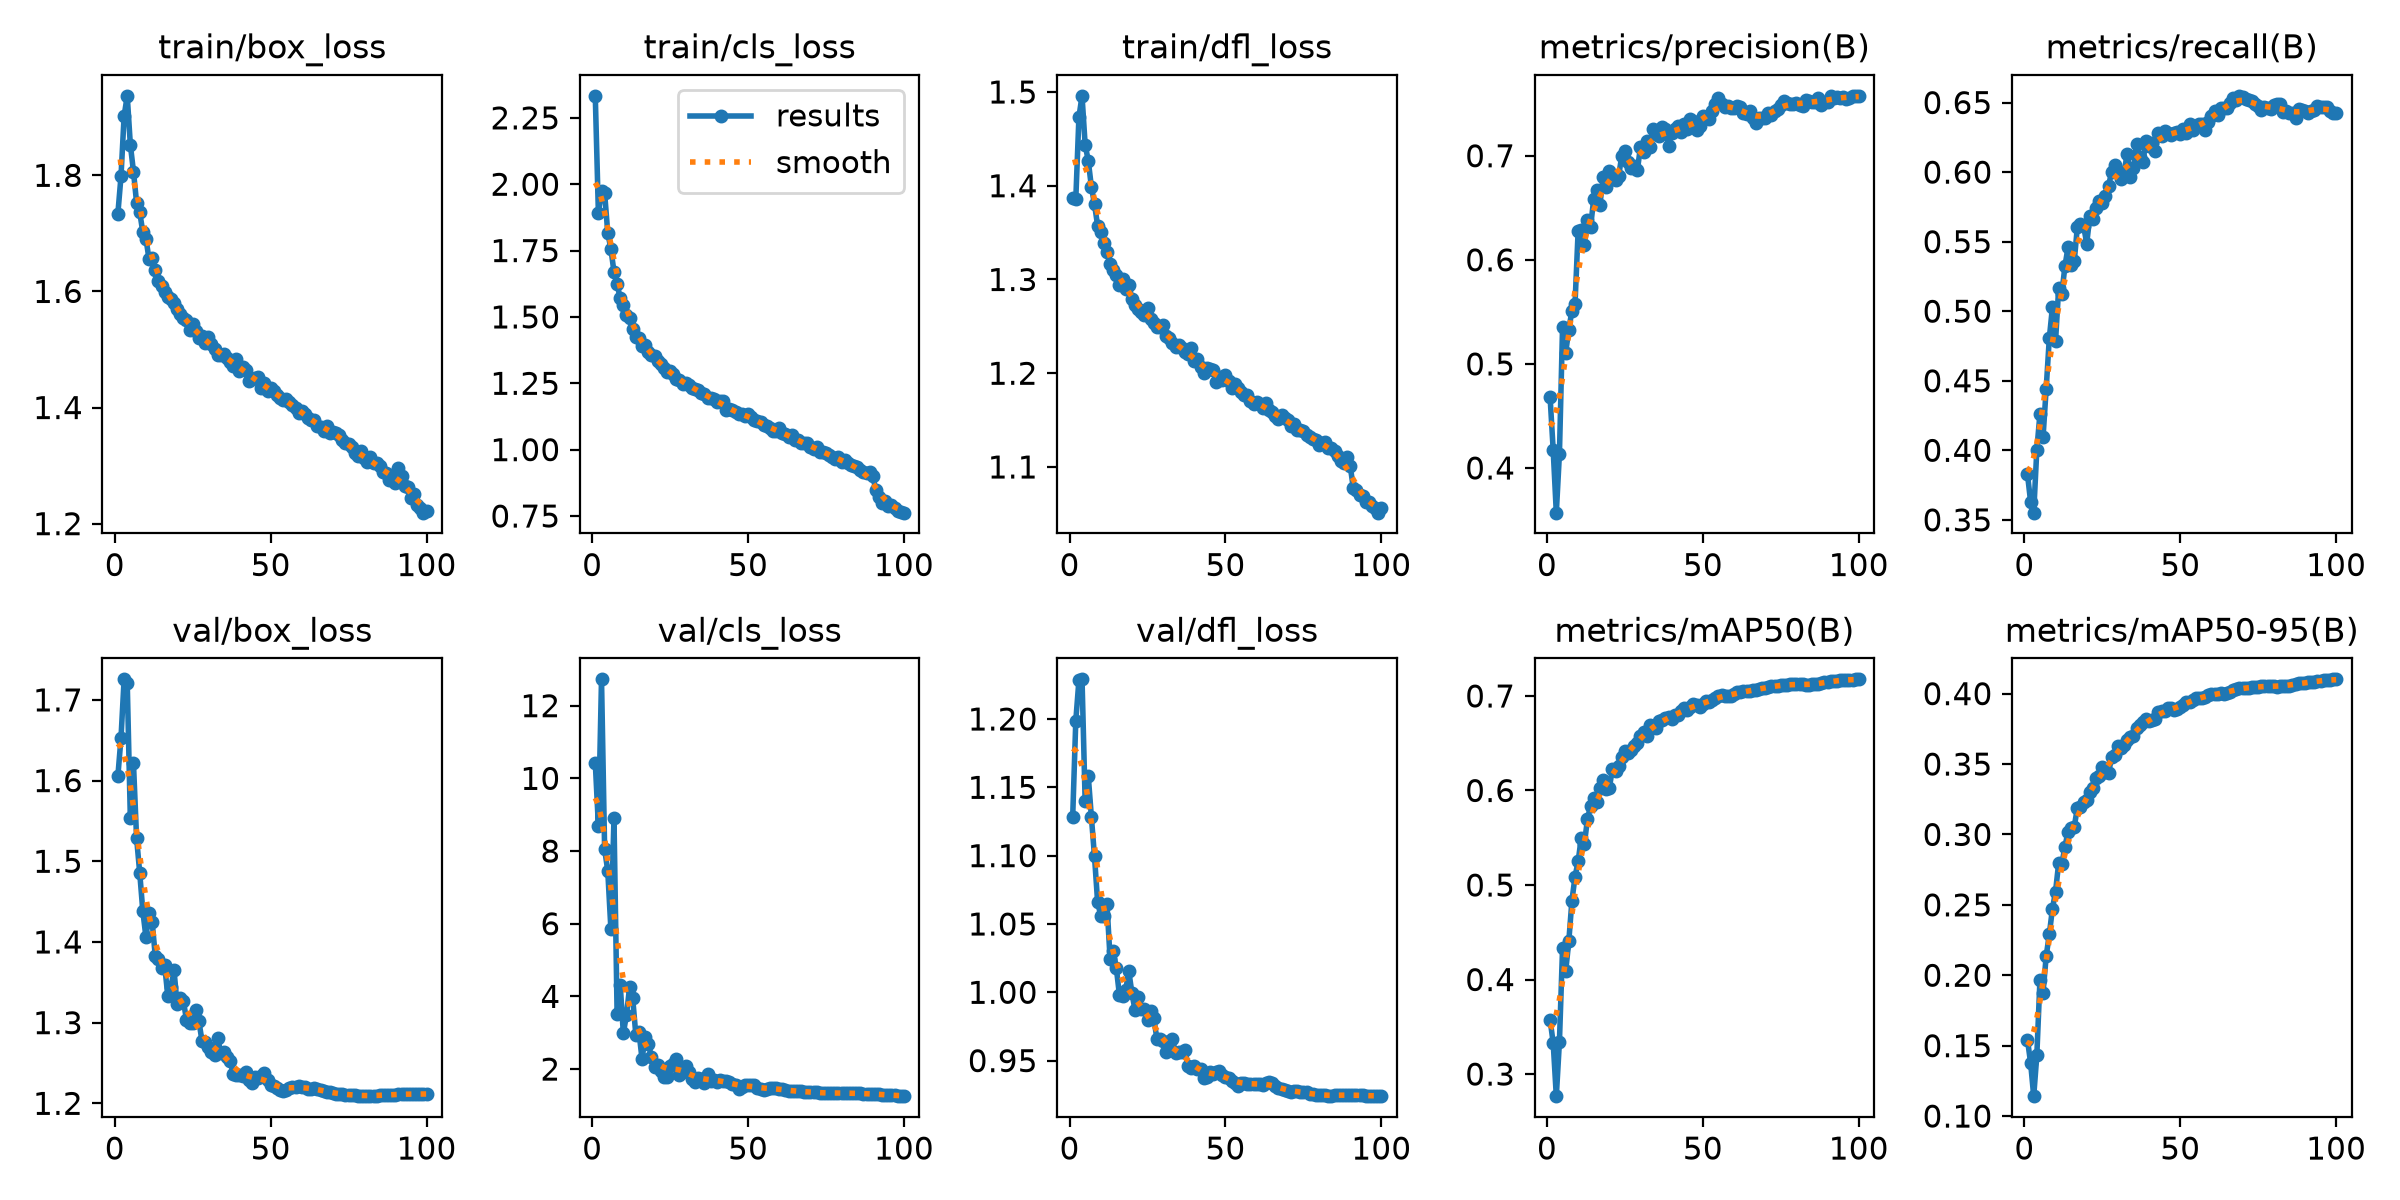 train/box_loss
train/cls_loss
train/dfl_loss
metrics/precision(B)
metrics/recall(B)
results
smooth
1.8
1.6
1.4
1.2
0 50 100
2.25
2.00
1.75
1.50
1.25
1.00
0.75
0 50 100
1.5
1.4
1.3
1.2
1.1
0 50 100
0.7
0.6
0.5
0.4
0 50 100
0.65
0.60
0.55
0.50
0.45
0.40
0.35
0 50 100
val/box_loss
val/cls_loss
val/dfl_loss
metrics/mAP50(B)
metrics/mAP50-95(B)
1.7
1.6
1.5
1.4
1.3
1.2
0 50 100
12
10
8
6
4
2
0 50 100
1.20
1.15
1.10
1.05
1.00
0.95
0 50 100
0.7
0.6
0.5
0.4
0.3
0 50 100
0.40
0.35
0.30
0.25
0.20
0.15
0.10
0 50 100